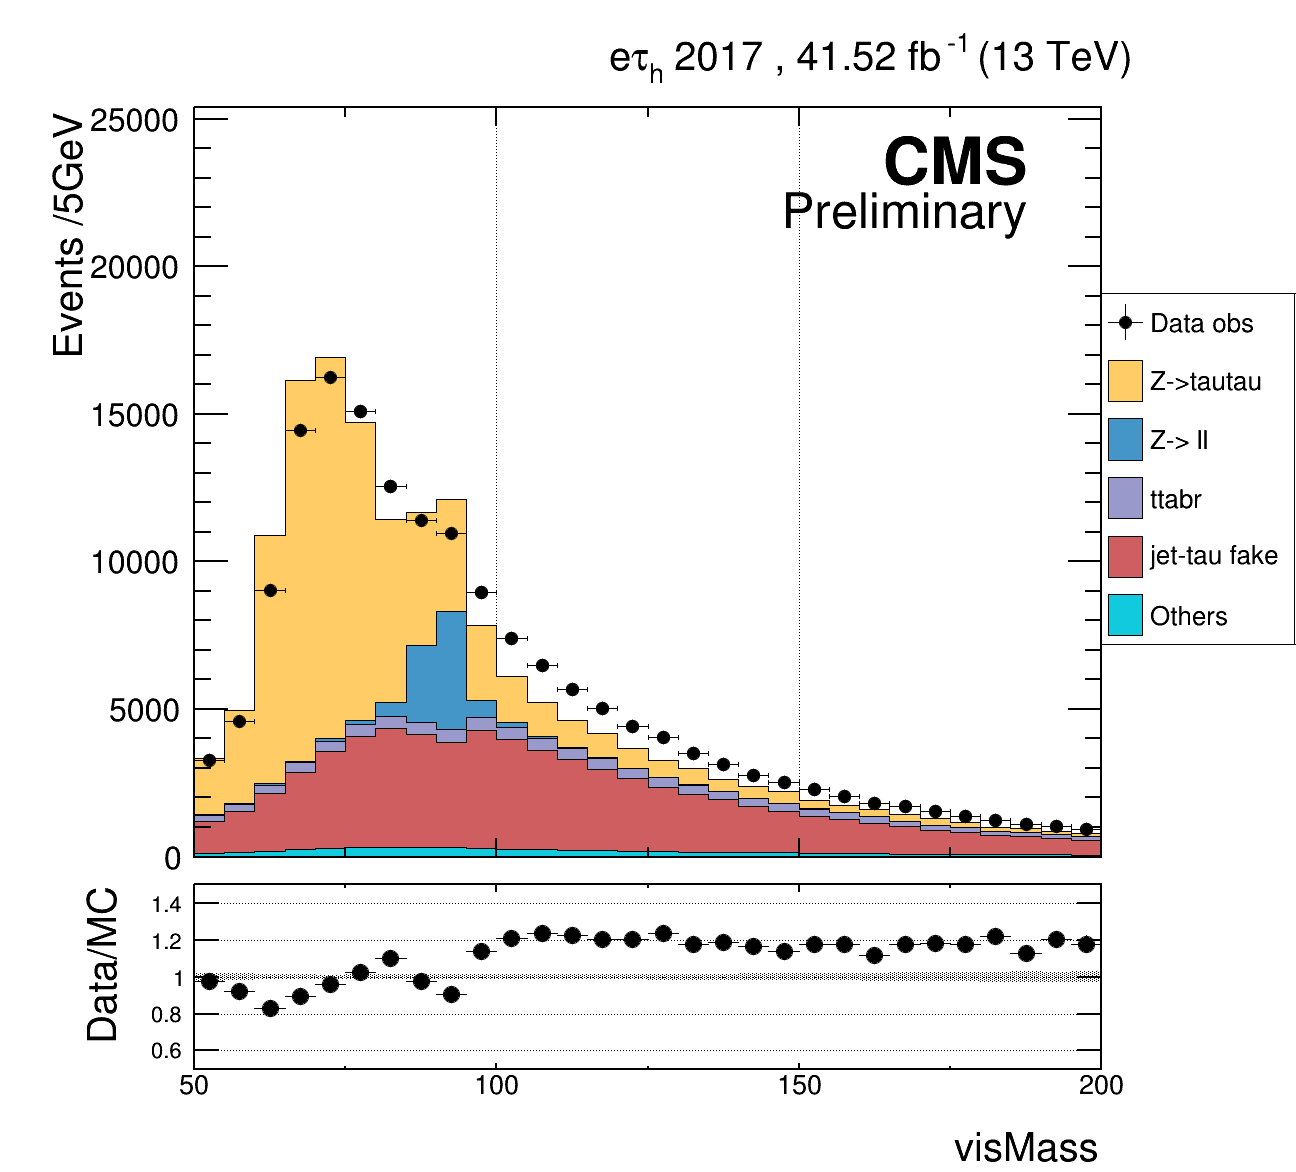 eτh 2017 , 41.52 fb-1 (13 TeV)
Events /5GeV
25000
20000
15000
10000
5000
0
CMS
Preliminary
Data obs
Z->tautau
Z-> ll
ttabr
jet-tau fake
Others
Data/MC
1.4
1.2
1
0.8
0.6
50 100 150 200
visMass